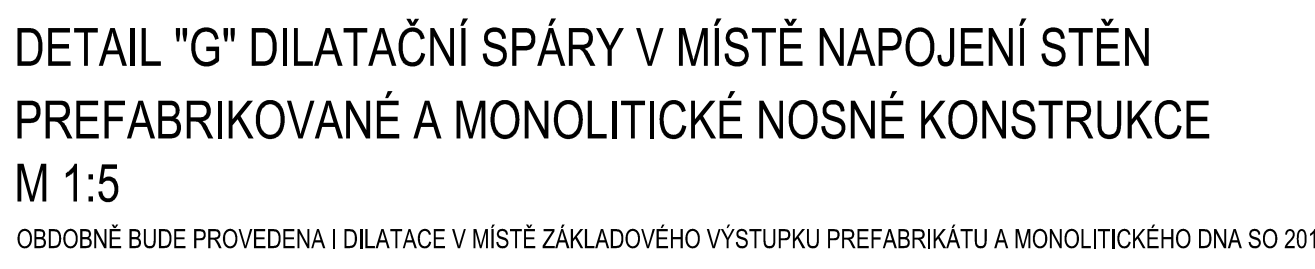 DETAIL "G" DILATAČNÍ SPÁRY V MÍSTĚ NAPOJENÍ STĚN
PREFABRIKOVANÉ A MONOLITICKÉ NOSNÉ KONSTRUKCE
M 1:5
OBDOBNĚ BUDE PROVEDENA I DILATACE V MÍSTĚ ZÁKLADOVÉHO VÝSTUPKU PREFABRIKÁTU A MONOLITICKÉHO DNA SO 201